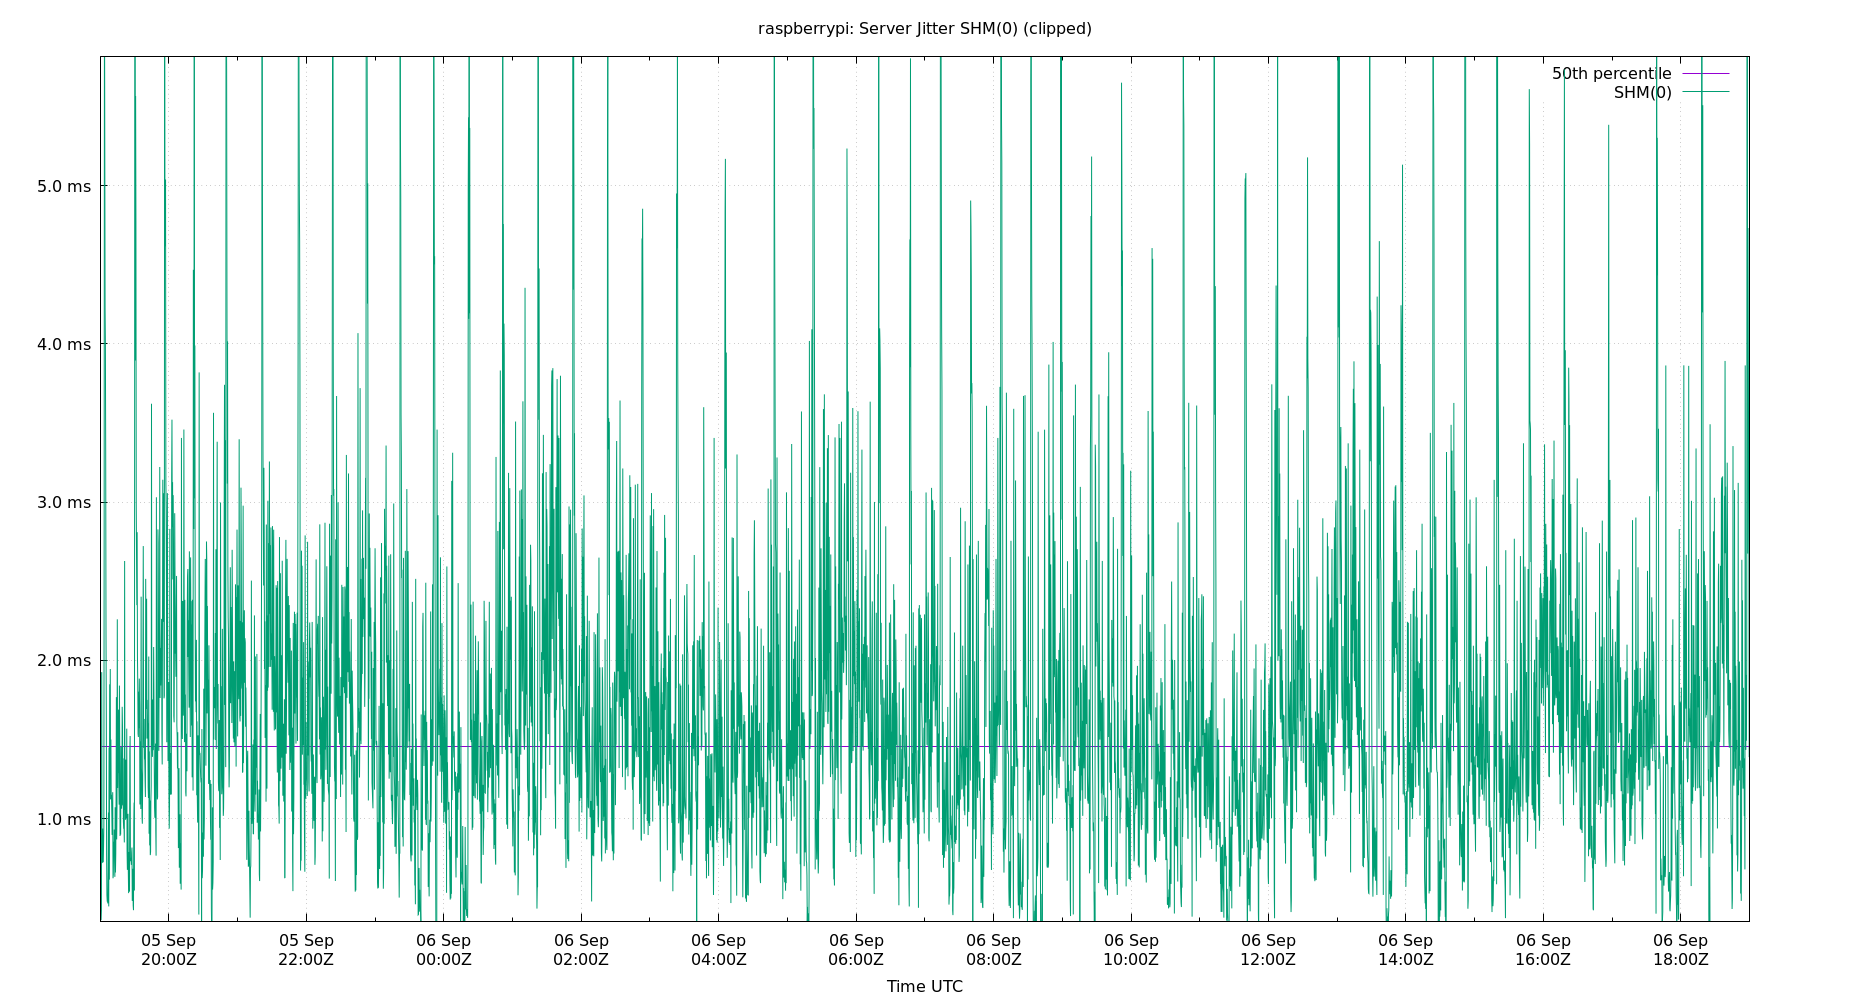 raspberrypi: Server Jitter SHM(0) (clipped)
50th percentile
SHM(0)
5.0 ms
4.0 ms
3.0 ms
2.0 ms
1.0 ms
05 Sep 05 Sep 06 Sep 06 Sep 06 Sep 06 Sep 06 Sep 06 Sep 06 Sep 06 Sep 06 Sep 06 Sep
20:00Z 22:00Z 00:00Z 02:00Z 04:00Z 06:00Z 08:00Z 10:00Z 12:00Z 14:00Z 16:00Z 18:00Z
Time UTC